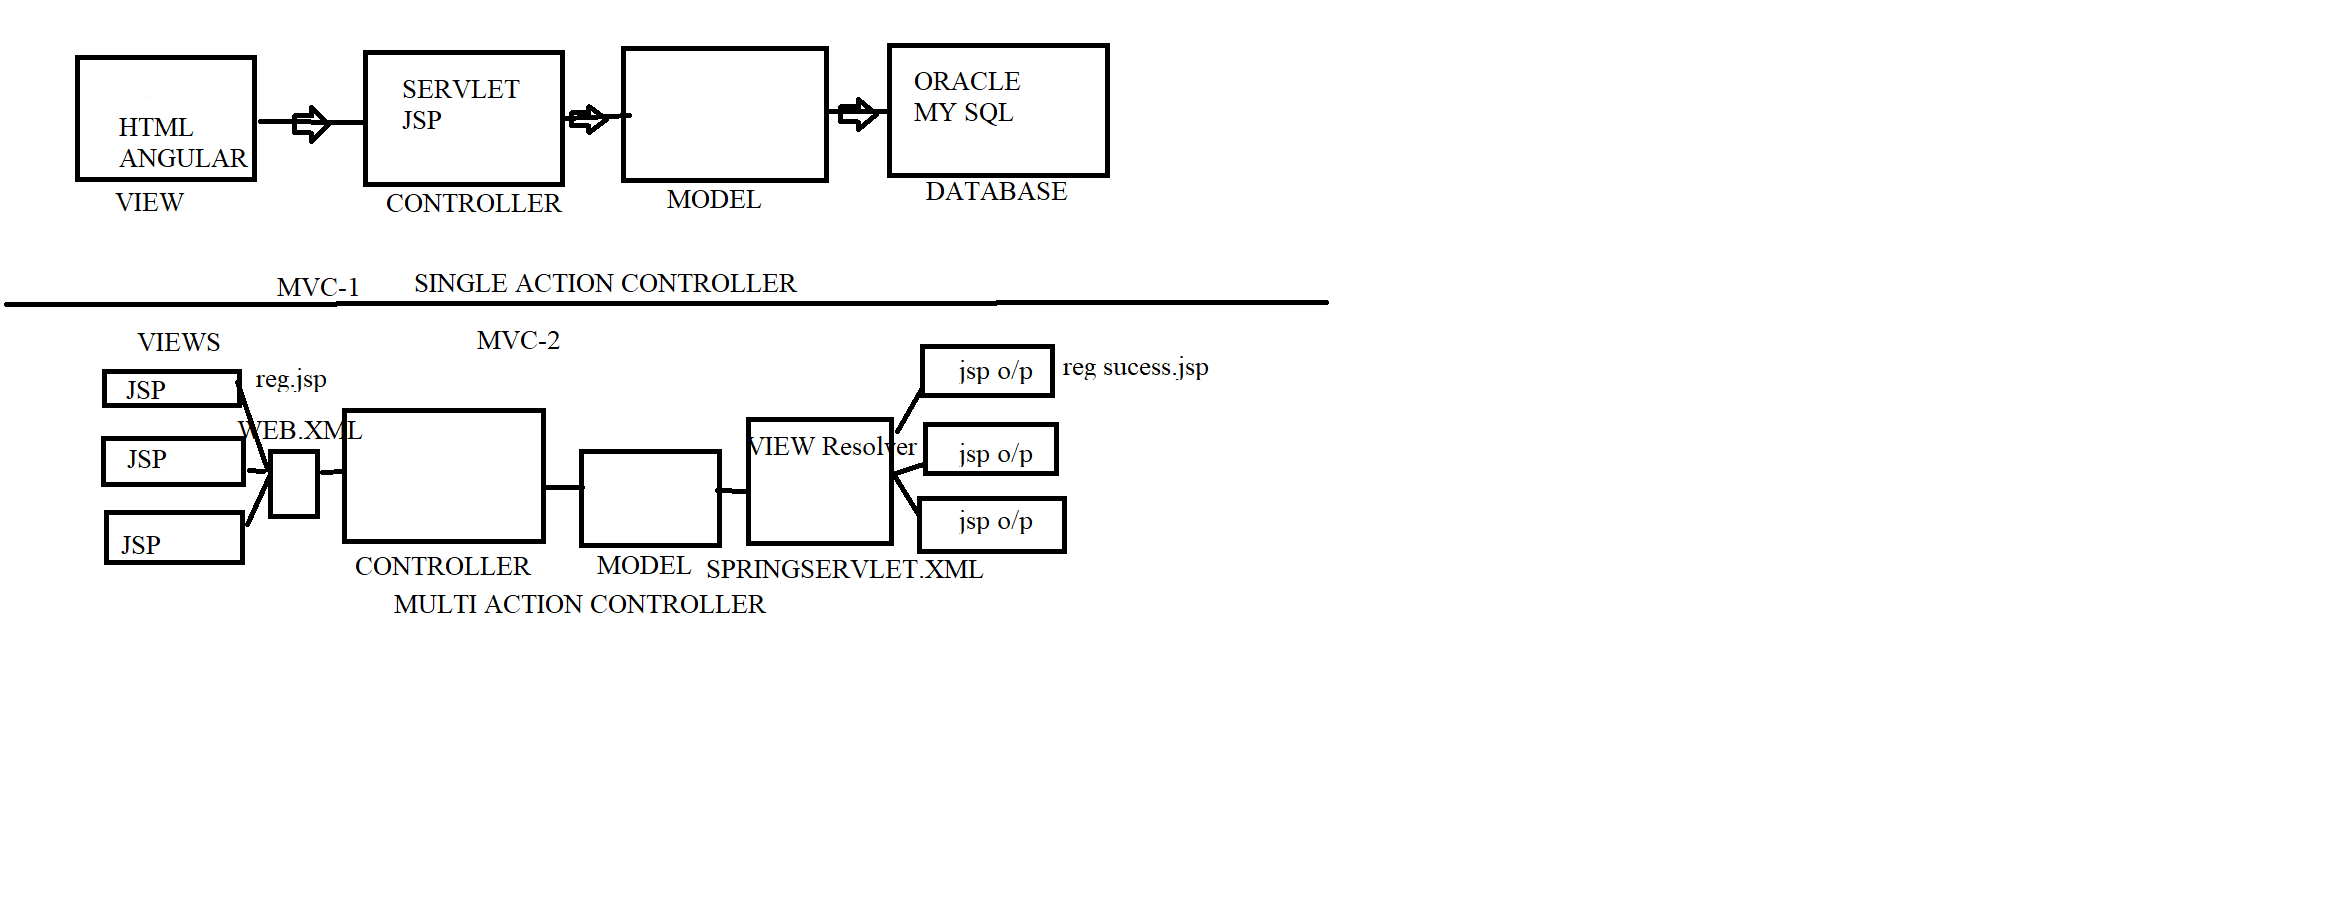 HTML
ANGULAR
VIEW
SERVLET
JSP
CONTROLLER
MODEL
ORACLE
MY SQL
DATABASE
MVC-1
SINGLE ACTION CONTROLLER
VIEWS
MVC-2
JSP
reg.jsp
WEB.XML
JSP
JSP
CONTROLLER
MODEL
VIEW Resolver
SPRINGSERVLET.XML
jsp o/p
reg sucess.jsp
jsp o/p
jsp o/p
MULTI ACTION CONTROLLER